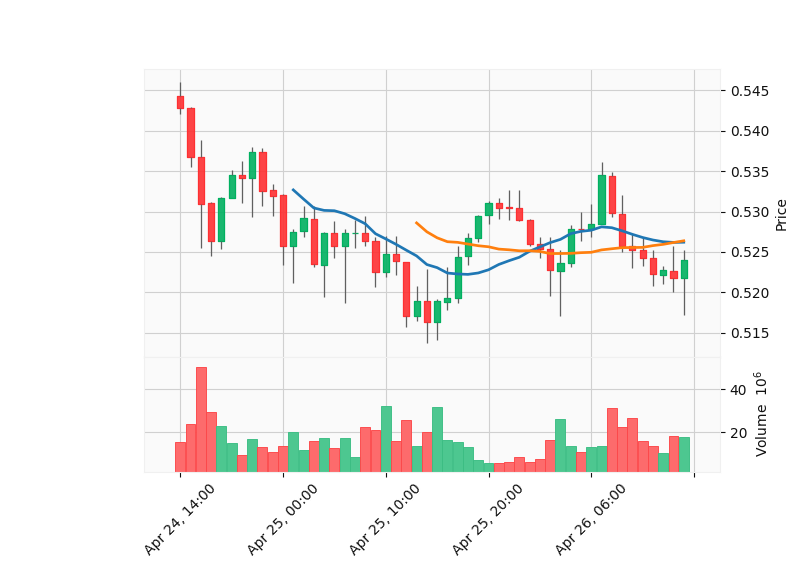 0.545
0.540
0.535
0.530
0.525
0.520
0.515
Price
40
20
Volume 10⁶
Apr 24, 14:00
Apr 25, 00:00
Apr 25, 10:00
Apr 25, 20:00
Apr 26, 06:00